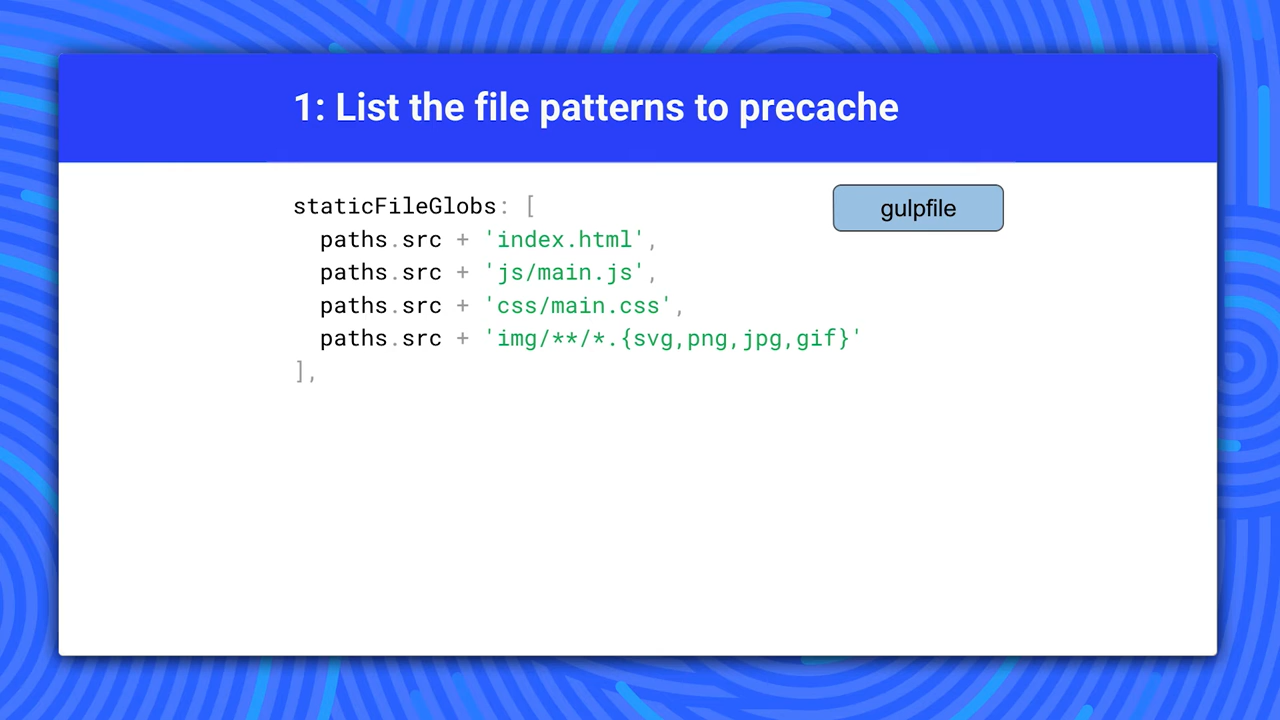 1: List the file patterns to precache
gulpfile
staticFileGlobs: [
  paths.src + 'index.html',
  paths.src + 'js/main.js',
  paths.src + 'css/main.css',
  paths.src + 'img/**/*.{svg,png,jpg,gif}'
],